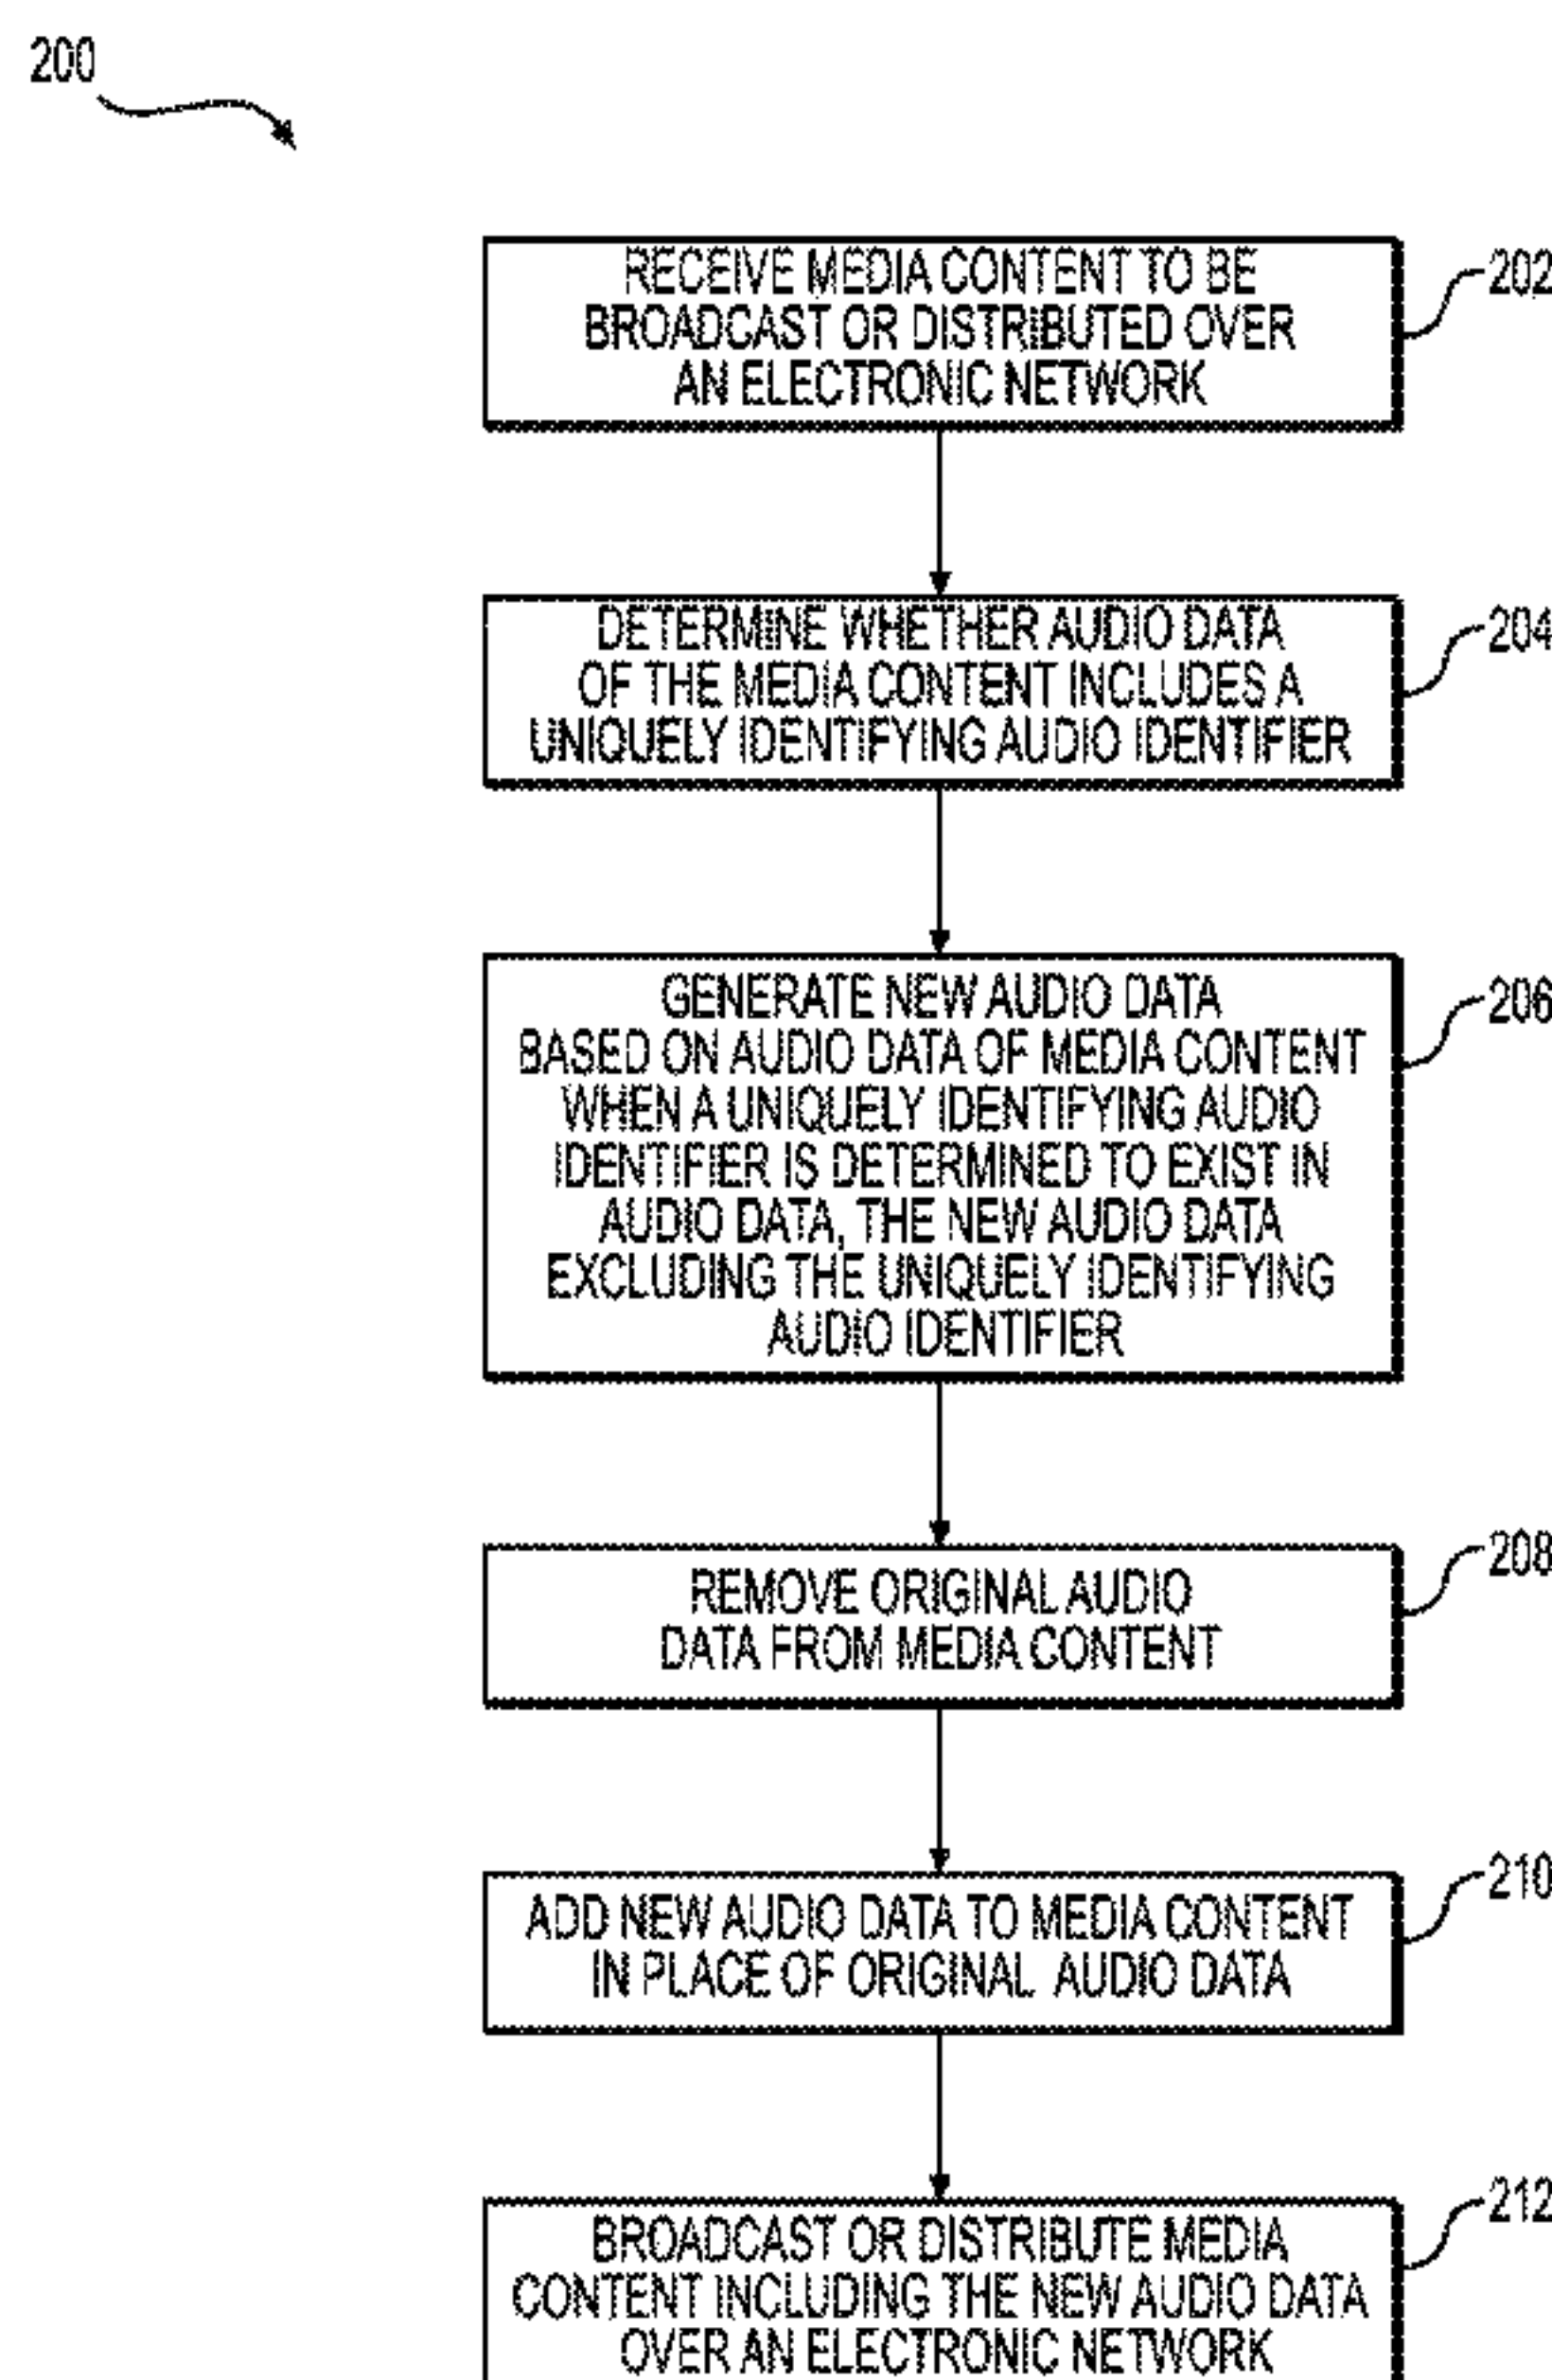 200
RECEIVE MEDIA CONTENT TO BE
BROADCAST OR DISTRIBUTED OVER
AN ELECTRONIC NETWORK
202
DETERMINE WHETHER AUDIO DATA
OF THE MEDIA CONTENT INCLUDES A
UNIQUELY IDENTIFYING AUDIO IDENTIFIER
204
GENERATE NEW AUDIO DATA
BASED ON AUDIO DATA OF MEDIA CONTENT
WHEN A UNIQUELY IDENTIFYING AUDIO
IDENTIFIER IS DETERMINED TO EXIST IN
AUDIO DATA, THE NEW AUDIO DATA
EXCLUDING THE UNIQUELY IDENTIFYING
AUDIO IDENTIFIER
206
REMOVE ORIGINAL AUDIO
DATA FROM MEDIA CONTENT
208
ADD NEW AUDIO DATA TO MEDIA CONTENT
IN PLACE OF ORIGINAL AUDIO DATA
210
BROADCAST OR DISTRIBUTE MEDIA
CONTENT INCLUDING THE NEW AUDIO DATA
OVER AN ELECTRONIC NETWORK
212